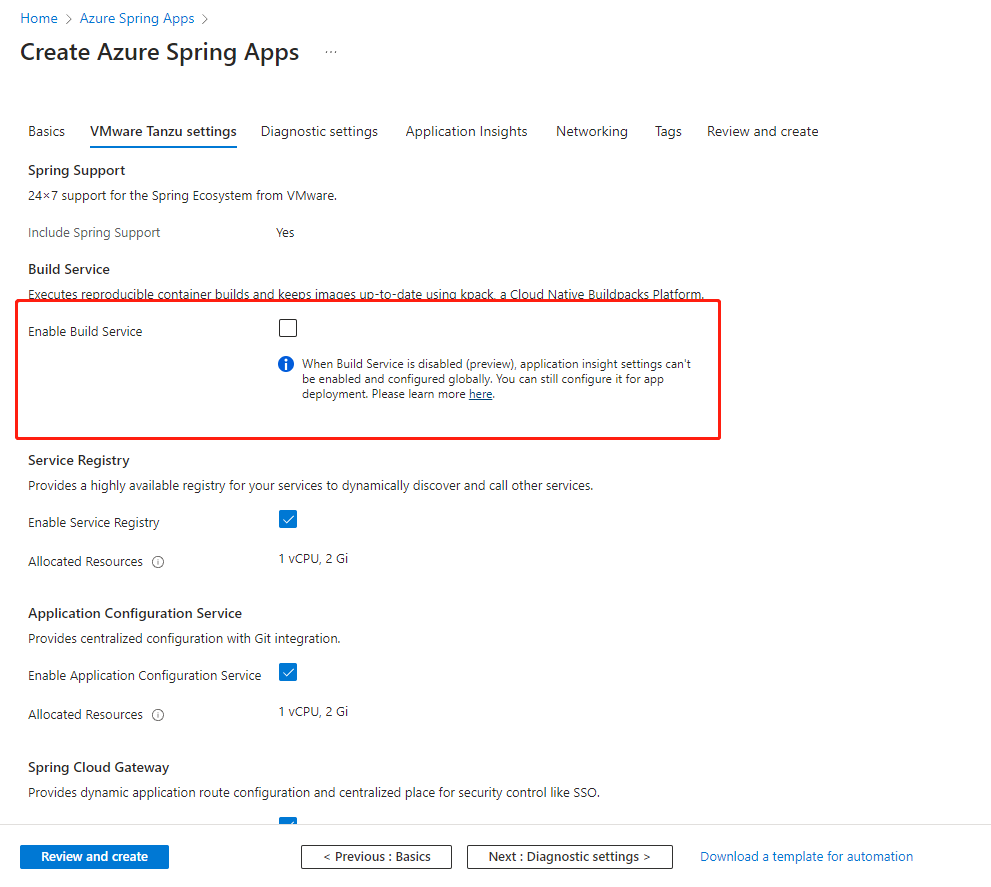 Home > Azure Spring Apps >
Create Azure Spring Apps ...
Basics VMware Tanzu settings Diagnostic settings Application Insights Networking Tags Review and create
Spring Support
24×7 support for the Spring Ecosystem from VMware.
Include Spring Support Yes
Build Service
Executes reproducible container builds and keeps images up-to-date using kpack, a Cloud Native Buildpacks Platform.
Enable Build Service
When Build Service is disabled (preview), application insight settings can't
be enabled and configured globally. You can still configure it for app
deployment. Please learn more here.
Service Registry
Provides a highly available registry for your services to dynamically discover and call other services.
Enable Service Registry
Allocated Resources 1 vCPU, 2 Gi
Application Configuration Service
Provides centralized configuration with Git integration.
Enable Application Configuration Service
Allocated Resources 1 vCPU, 2 Gi
Spring Cloud Gateway
Provides dynamic application route configuration and centralized place for security control like SSO.
Review and create < Previous : Basics Next : Diagnostic settings > Download a template for automation